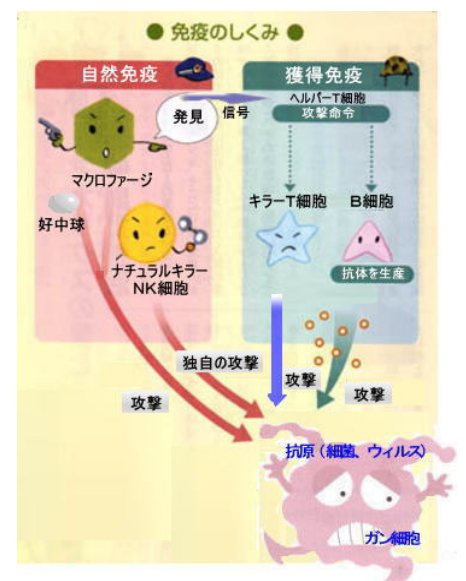 ● 免疫のしくみ ●
自然免疫
獲得免疫
発見
信号
ヘルパーT細胞
攻撃命令
マクロファージ
好中球
ナチュラルキラー
NK細胞
キラーT細胞
B細胞
抗体を生産
独自の攻撃
攻撃
攻撃
攻撃
抗原(細菌、ウィルス)
ガン細胞